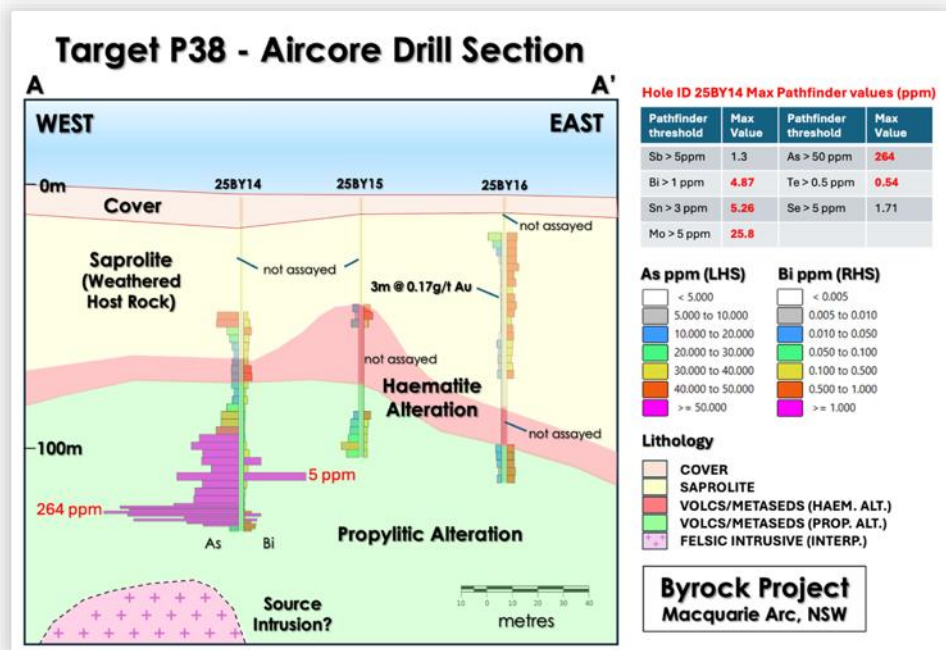 Target P38 - Aircore Drill Section
A
A'
WEST
EAST
0m
25BY14
25BY15
25BY16
Cover
not assayed
Saprolite
(Weathered
Host Rock)
not assayed
3m @ 0.17g/t Au
not assayed
Haematite
Alteration
not assayed
100m
5 ppm
264 ppm
As
Bi
Propylitic Alteration
Source
Intrusion?
10 0 10 20 30 40
metres
Hole ID 25BY14 Max Pathfinder values (ppm)
Pathfinder threshold Max Value Pathfinder threshold Max Value
Sb > 5ppm 1.3 As > 50 ppm 264
Bi > 1 ppm 4.87 Te > 0.5 ppm 0.54
Sn > 3 ppm 5.26 Se > 5 ppm 1.71
Mo > 5 ppm 25.8
As ppm (LHS) Bi ppm (RHS)
< 5.000 < 0.005
5.000 to 10.000 0.005 to 0.010
10.000 to 20.000 0.010 to 0.050
20.000 to 30.000 0.050 to 0.100
30.000 to 40.000 0.100 to 0.500
40.000 to 50.000 0.500 to 1.000
>= 50.000 >= 1.000
Lithology
COVER
SAPROLITE
VOLCS/METASEDS (HAEM. ALT.)
VOLCS/METASEDS (PROP. ALT.)
FELSIC INTRUSIVE (INTERP.)
Byrock Project
Macquarie Arc, NSW